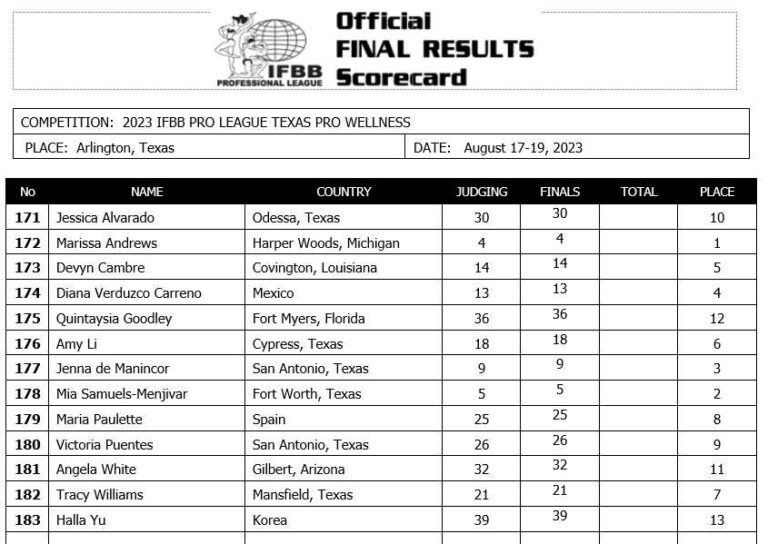 Official
FINAL RESULTS
Scorecard
IFBB
PROFESSIONAL LEAGUE
COMPETITION: 2023 IFBB PRO LEAGUE TEXAS PRO WELLNESS
PLACE: Arlington, Texas DATE: August 17-19, 2023
No NAME COUNTRY JUDGING FINALS TOTAL PLACE
171 Jessica Alvarado Odessa, Texas 30 30 10
172 Marissa Andrews Harper Woods, Michigan 4 4 1
173 Devyn Cambre Covington, Louisiana 14 14 5
174 Diana Verduzco Carreno Mexico 13 13 4
175 Quintaysia Goodley Fort Myers, Florida 36 36 12
176 Amy Li Cypress, Texas 18 18 6
177 Jenna de Manincor San Antonio, Texas 9 9 3
178 Mia Samuels-Menjivar Fort Worth, Texas 5 5 2
179 Maria Paulette Spain 25 25 8
180 Victoria Puentes San Antonio, Texas 26 26 9
181 Angela White Gilbert, Arizona 32 32 11
182 Tracy Williams Mansfield, Texas 21 21 7
183 Halla Yu Korea 39 39 13